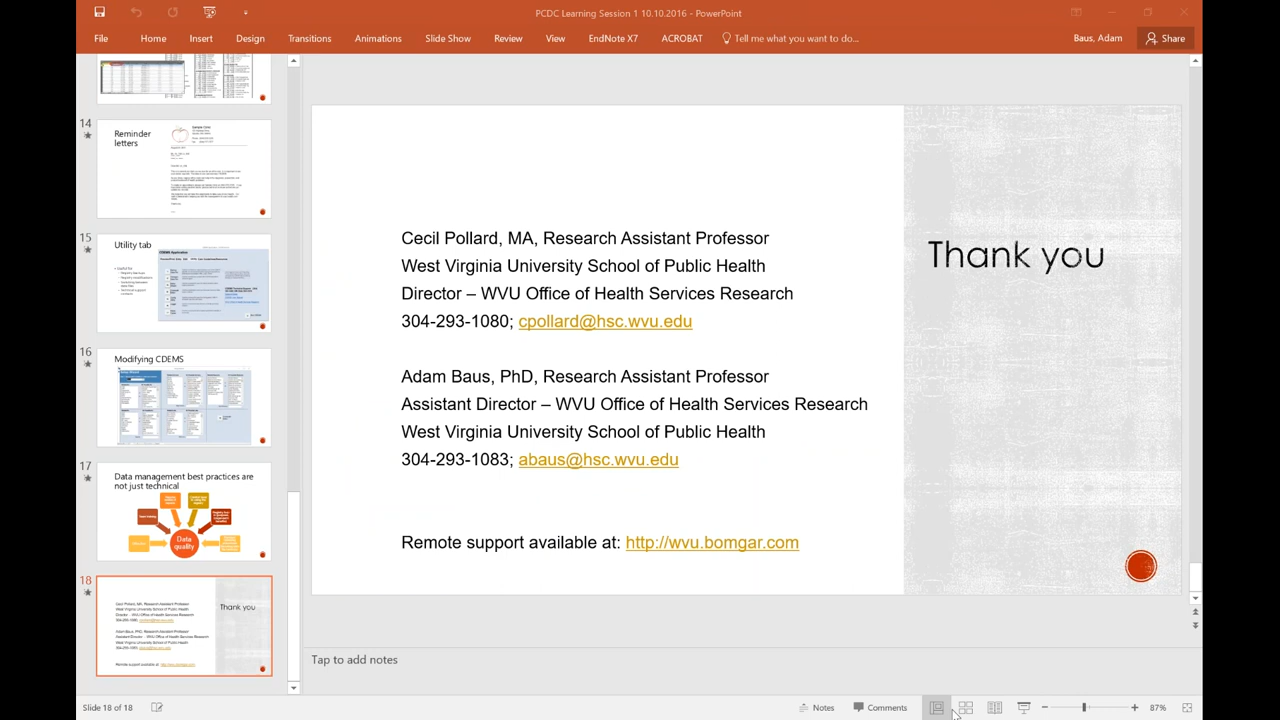 PCDC Learning Session 1 10.10.2016 - PowerPoint
File Home Insert Design Transitions Animations Slide Show Review View EndNote X7 ACROBAT Tell me what you want to do... Baus, Adam Share
14
Reminder
letters
15
Utility tab
16
Modifying CDEMS
17
Data management best practices are
not just technical
Data
quality
18
Thank you
Cecil Pollard, MA, Research Assistant Professor
West Virginia University School of Public Health
Director – WVU Office of Health Services Research
304-293-1080; cpollard@hsc.wvu.edu
Adam Baus, PhD, Research Assistant Professor
Assistant Director – WVU Office of Health Services Research
West Virginia University School of Public Health
304-293-1083; abaus@hsc.wvu.edu
Remote support available at: http://wvu.bomgar.com
Thank you
Tap to add notes
Slide 18 of 18 Notes Comments 87%